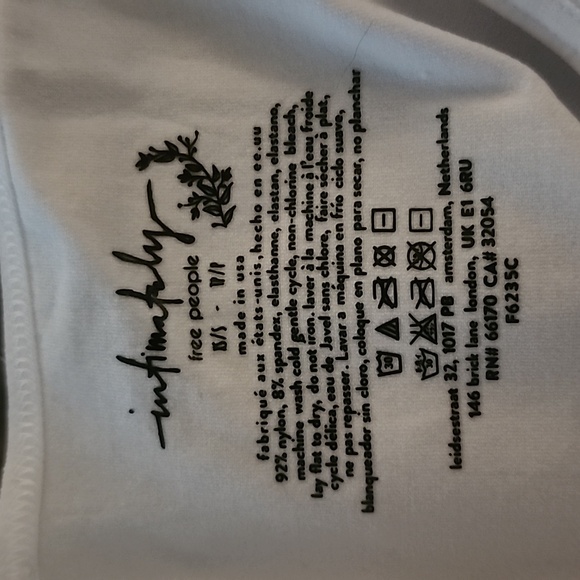 intimately
free people
XS/S - TP/P
made in usa
fabriqué aux états-unis, hecho en ee.uu
92% nylon, 8% spandex, elasthanne, elastan, elastano,
machine wash cold gentle cycle, non-chlorine bleach,
lay flat to dry, do not iron. laver à la machine à l'eau froide
cycle délica, eau de Javel sans chlore, faire sécher à plat,
ne pas repasser. Lavar a máquina en frío ciclo suave,
blanqueador sin cloro, coloque en plano para secar, no planchar
30
leidsestraat 32, 1017 PB amsterdam, Netherlands
146 brick lane london, UK E1 6RU
RN# 66170 CA# 32054
F6235C